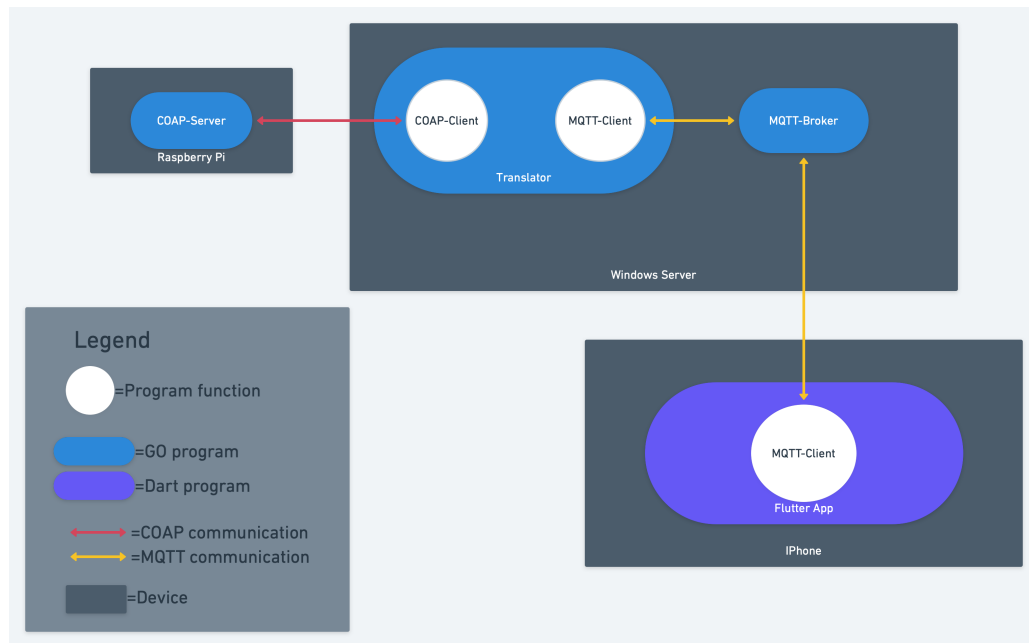 COAP-Server
Raspberry Pi
COAP-Client
MQTT-Client
Translator
MQTT-Broker
Windows Server
Legend
=Program function
=GO program
=Dart program
=COAP communication
=MQTT communication
=Device
MQTT-Client
Flutter App
IPhone